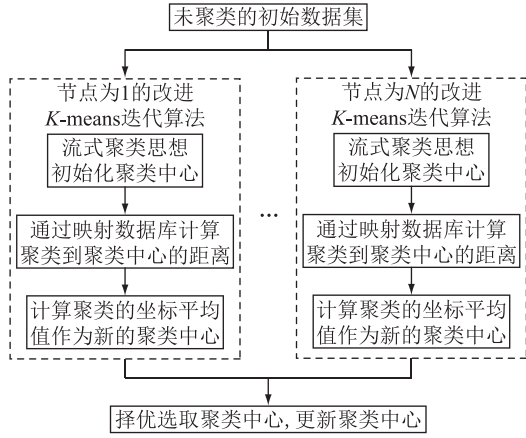 未聚类的初始数据集
节点为1的改进
K-means迭代算法
流式聚类思想
初始化聚类中心
通过映射数据库计算
聚类到聚类中心的距离
计算聚类的坐标平均
值作为新的聚类中心
...
节点为N的改进
K-means迭代算法
流式聚类思想
初始化聚类中心
通过映射数据库计算
聚类到聚类中心的距离
计算聚类的坐标平均
值作为新的聚类中心
择优选取聚类中心, 更新聚类中心